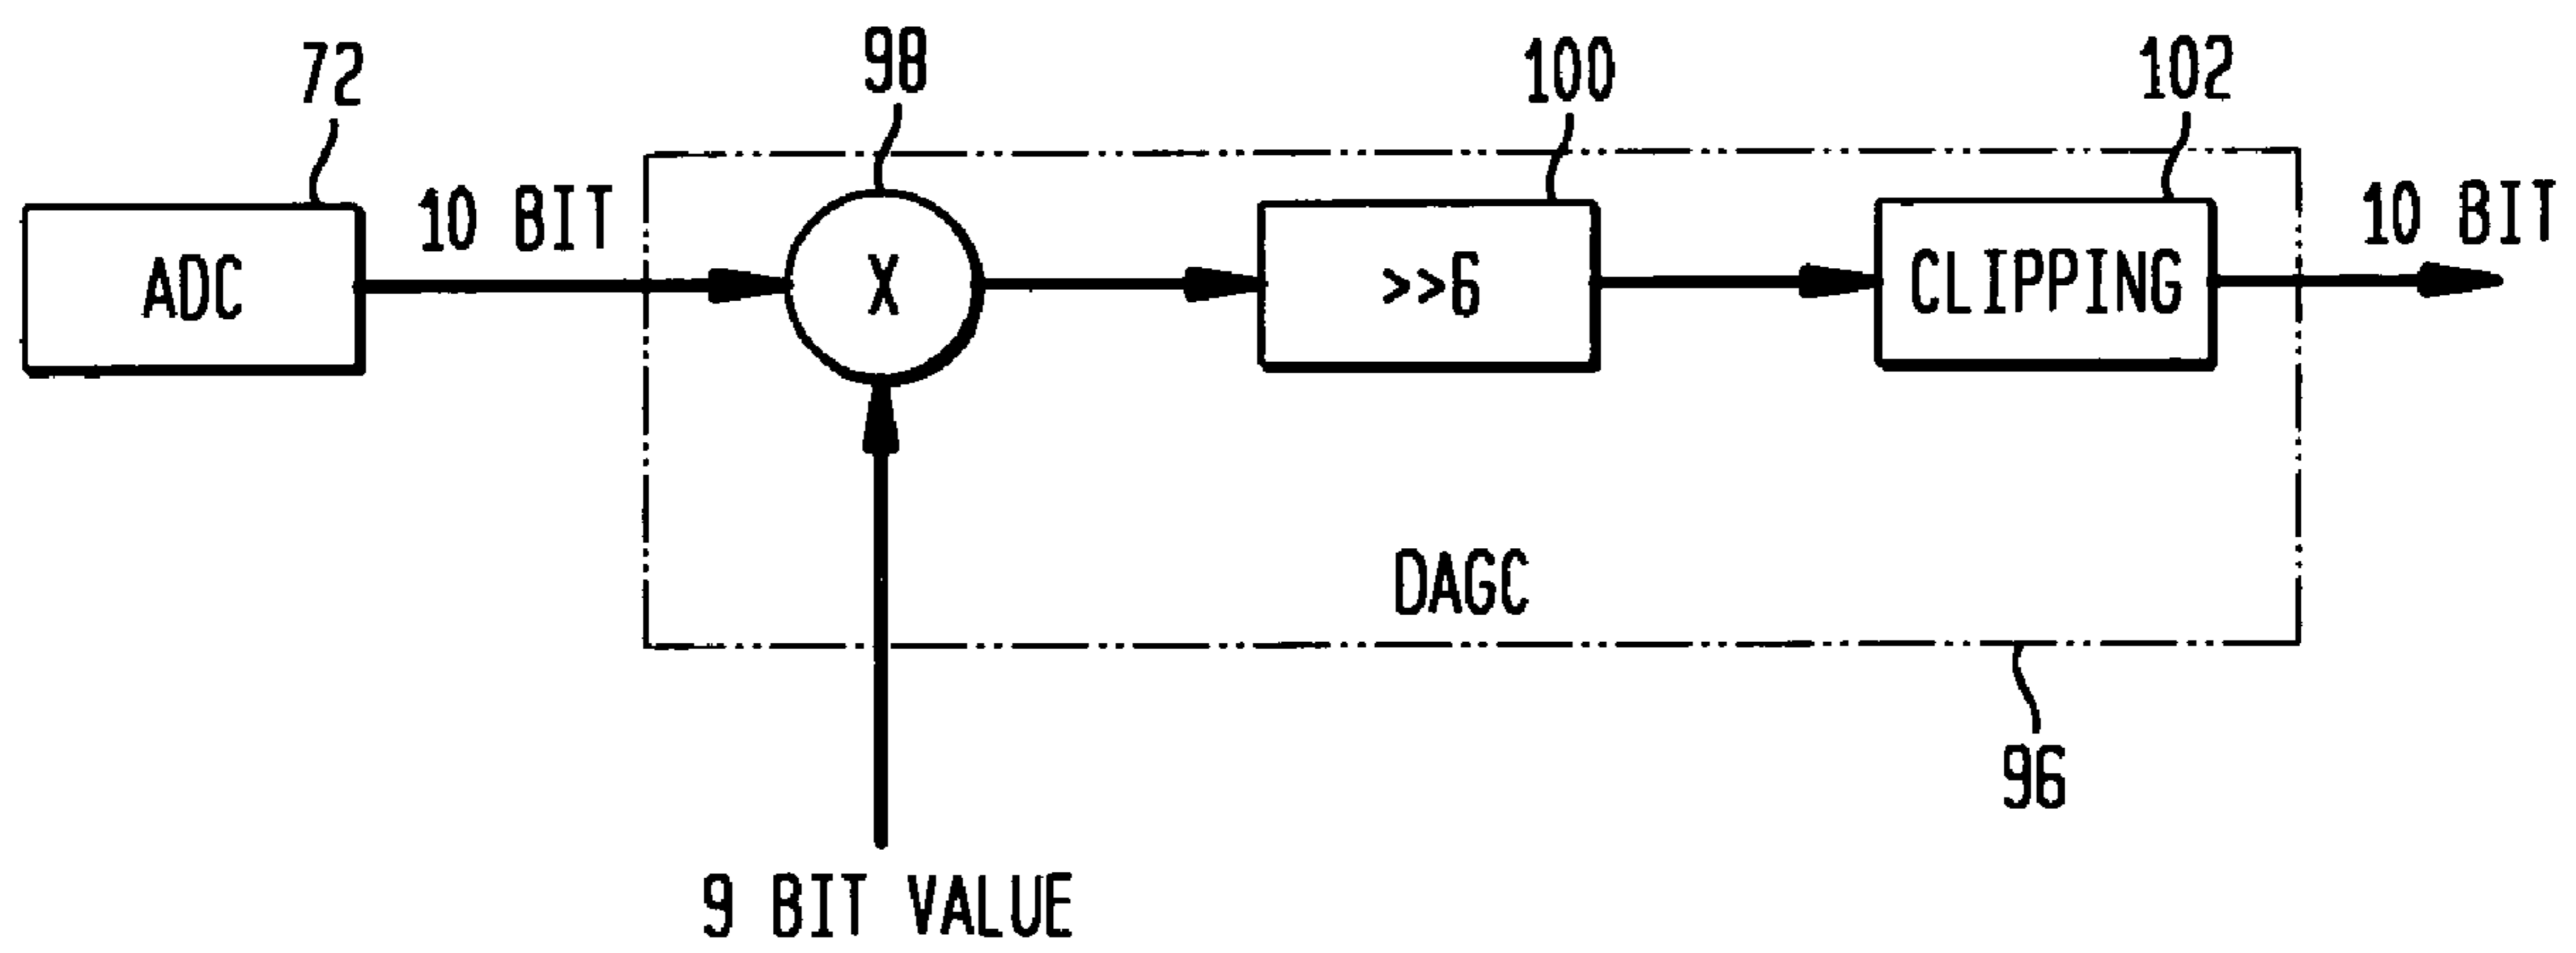 72
98
100
102
10 BIT
10 BIT
ADC
X
>>6
CLIPPING
DAGC
96
9 BIT VALUE